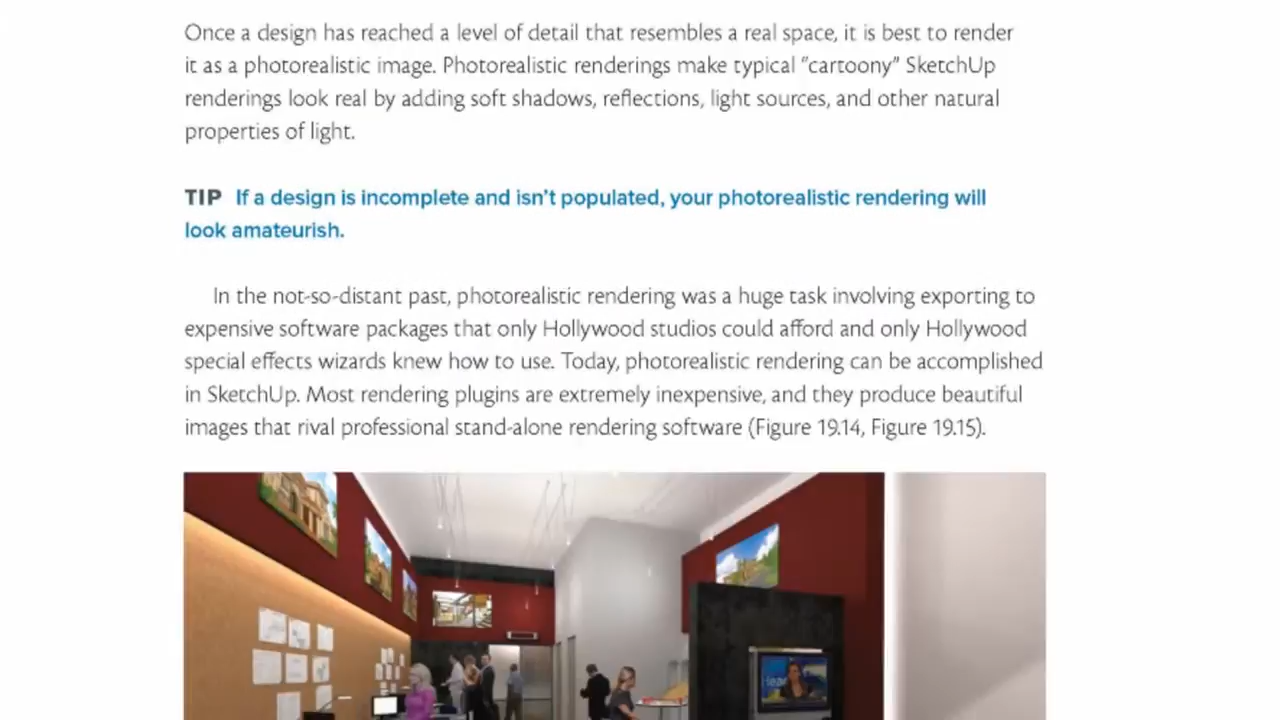 Once a design has reached a level of detail that resembles a real space, it is best to render
it as a photorealistic image. Photorealistic renderings make typical "cartoony" SketchUp
renderings look real by adding soft shadows, reflections, light sources, and other natural
properties of light.
TIP If a design is incomplete and isn't populated, your photorealistic rendering will
look amateurish.
In the not-so-distant past, photorealistic rendering was a huge task involving exporting to
expensive software packages that only Hollywood studios could afford and only Hollywood
special effects wizards knew how to use. Today, photorealistic rendering can be accomplished
in SketchUp. Most rendering plugins are extremely inexpensive, and they produce beautiful
images that rival professional stand-alone rendering software (Figure 19.14, Figure 19.15).